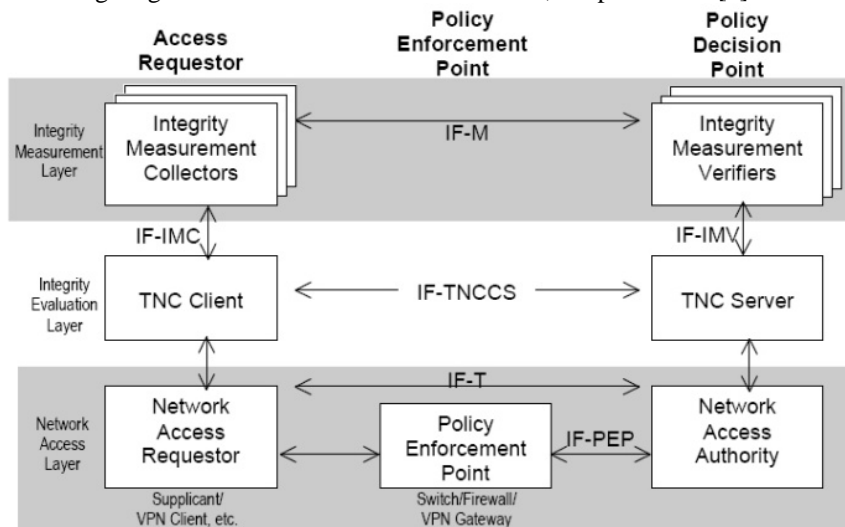 Access
Requestor
Policy
Enforcement
Point
Policy
Decision
Point
Integrity
Measurement
Layer
Integrity
Measurement
Collectors
IF-M
Integrity
Measurement
Verifiers
IF-IMC
IF-IMV
Integrity
Evaluation
Layer
TNC Client
IF-TNCCS
TNC Server
Network
Access
Layer
Network
Access
Requestor
IF-T
Policy
Enforcement
Point
IF-PEP
Network
Access
Authority
Supplicant/
VPN Client, etc.
Switch/Firewall/
VPN Gateway